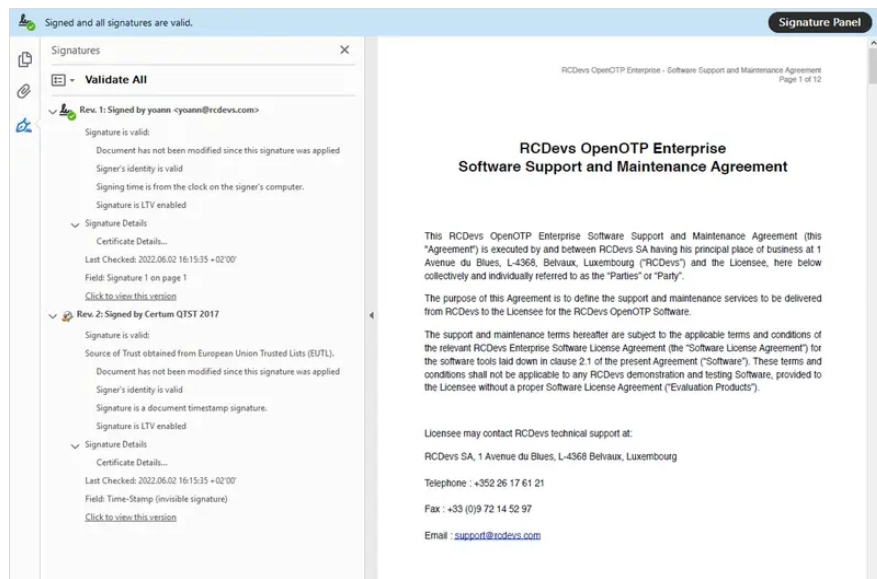 Signed and all signatures are valid.
Signature Panel
Signatures
Validate All
Rev. 1: Signed by yoann <yoann@rcdevs.com>
Signature is valid:
Document has not been modified since this signature was applied
Signer's identity is valid
Signing time is from the clock on the signer's computer.
Signature is LTV enabled
Signature Details
Certificate Details...
Last Checked: 2022.06.02 16:15:35 +02'00'
Field: Signature 1 on page 1
Click to view this version
Rev. 2: Signed by Certum QTST 2017
Signature is valid:
Source of Trust obtained from European Union Trusted Lists (EUTL).
Document has not been modified since this signature was applied
Signer's identity is valid
Signature is a document timestamp signature.
Signature is LTV enabled
Signature Details
Certificate Details...
Last Checked: 2022.06.02 16:15:35 +02'00'
Field: Time-Stamp (invisible signature)
Click to view this version
RCDevs OpenOTP Enterprise - Software Support and Maintenance Agreement
Page 1 of 12
RCDevs OpenOTP Enterprise
Software Support and Maintenance Agreement
This RCDevs OpenOTP Enterprise Software Support and Maintenance Agreement (this
"Agreement") is executed by and between RCDevs SA having his principal place of business at 1
Avenue du Blues, L-4368, Belvaux, Luxembourg ("RCDevs") and the Licensee, here below
collectively and individually referred to as the "Parties" or "Party".
The purpose of this Agreement is to define the support and maintenance services to be delivered
from RCDevs to the Licensee for the RCDevs OpenOTP Software.
The support and maintenance terms hereafter are subject to the applicable terms and conditions of
the relevant RCDevs Enterprise Software License Agreement (the "Software License Agreement") for
the software tools laid down in clause 2.1 of the present Agreement ("Software"). These terms and
conditions shall not be applicable to any RCDevs demonstration and testing Software, provided to
the Licensee without a proper Software License Agreement ("Evaluation Products").
Licensee may contact RCDevs technical support at:
RCDevs SA, 1 Avenue du Blues, L-4368 Belvaux, Luxembourg
Telephone : +352 26 17 61 21
Fax : +33 (0)9 72 14 52 97
Email : support@rcdevs.com